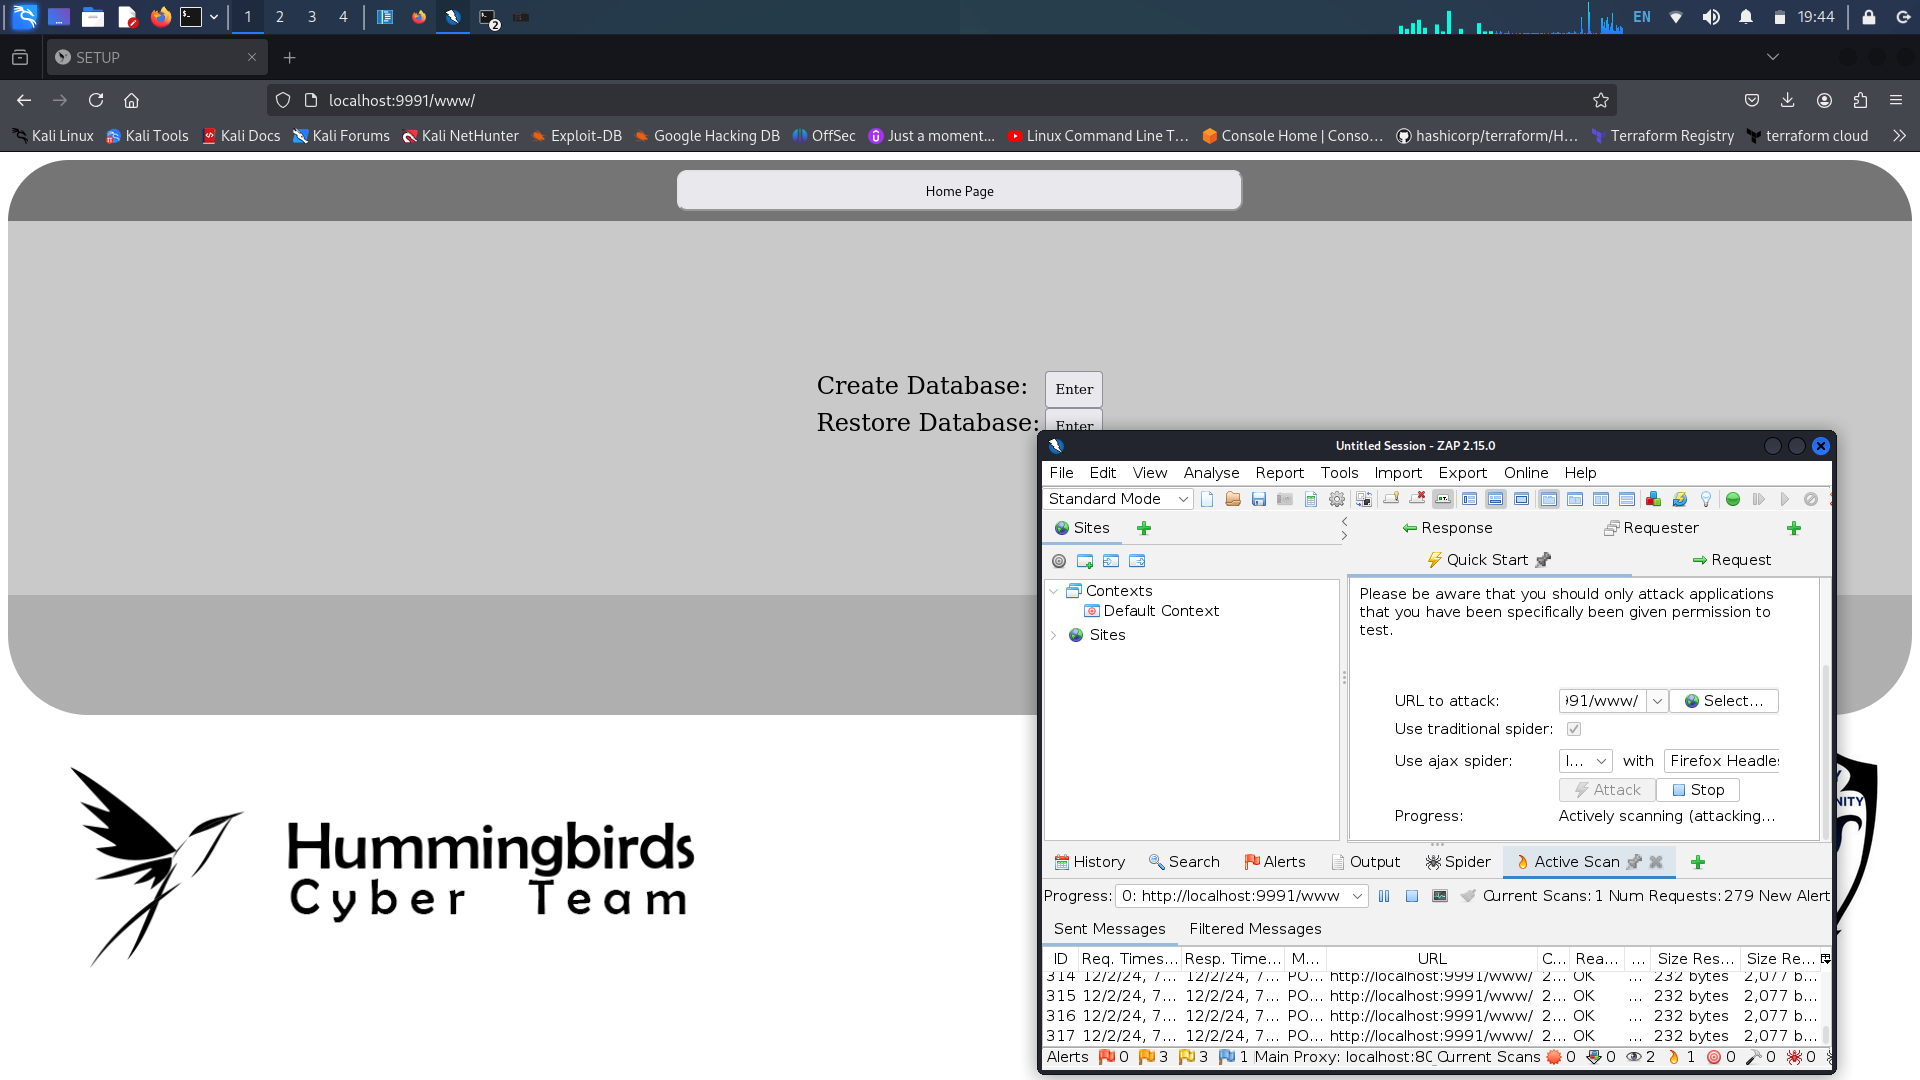 1 2 3 4 2 EN 19:44
SETUP
localhost:9991/www/
Kali Linux Kali Tools Kali Docs Kali Forums Kali NetHunter Exploit-DB Google Hacking DB OffSec Just a moment... Linux Command Line T... Console Home | Conso... hashicorp/terraform/H... Terraform Registry terraform cloud
Home Page
Create Database: Enter
Restore Database: Enter
Untitled Session - ZAP 2.15.0
File Edit View Analyse Report Tools Import Export Online Help
Standard Mode
Sites Response Requester
Quick Start Request
Contexts
Default Context
Sites
Please be aware that you should only attack applications
that you have been specifically been given permission to
test.
URL to attack: 991/www/ Select...
Use traditional spider:
Use ajax spider: I... with Firefox Headles
Attack Stop
Progress: Actively scanning (attacking...
History Search Alerts Output Spider Active Scan
Progress: 0: http://localhost:9991/www Current Scans: 1 Num Requests: 279 New Alert
Sent Messages Filtered Messages
ID Req. Times... Resp. Time... M... URL C... Rea... ... Size Res... Size Re...
314 12/2/24, 7... 12/2/24, 7... PO... http://localhost:9991/www/ 2... OK ... 232 bytes 2,077 b...
315 12/2/24, 7... 12/2/24, 7... PO... http://localhost:9991/www/ 2... OK ... 232 bytes 2,077 b...
316 12/2/24, 7... 12/2/24, 7... PO... http://localhost:9991/www/ 2... OK ... 232 bytes 2,077 b...
317 12/2/24, 7... 12/2/24, 7... PO... http://localhost:9991/www/ 2... OK ... 232 bytes 2,077 b...
Alerts 0 3 3 1 Main Proxy: localhost:80 Current Scans 0 0 2 1 0 0 0
Hummingbirds
Cyber Team
NITY